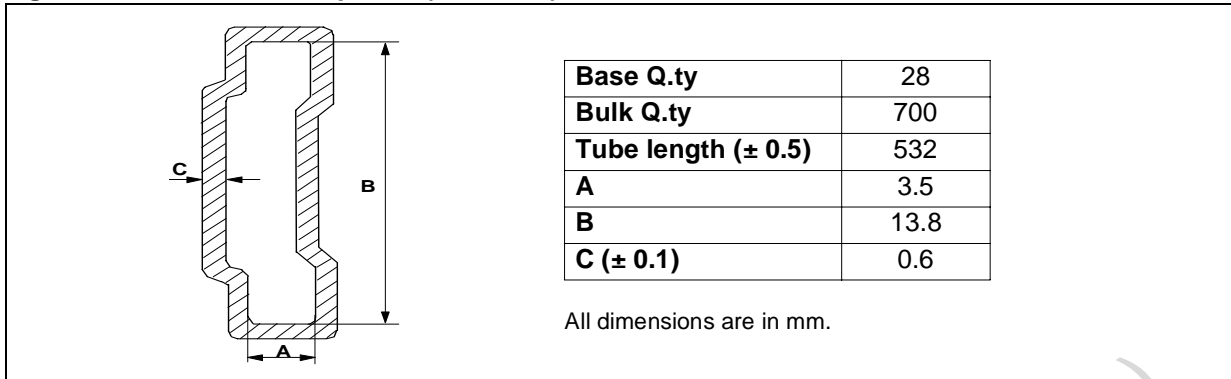 C
B
A
Base Q.ty 28
Bulk Q.ty 700
Tube length (± 0.5) 532
A 3.5
B 13.8
C (± 0.1) 0.6
All dimensions are in mm.